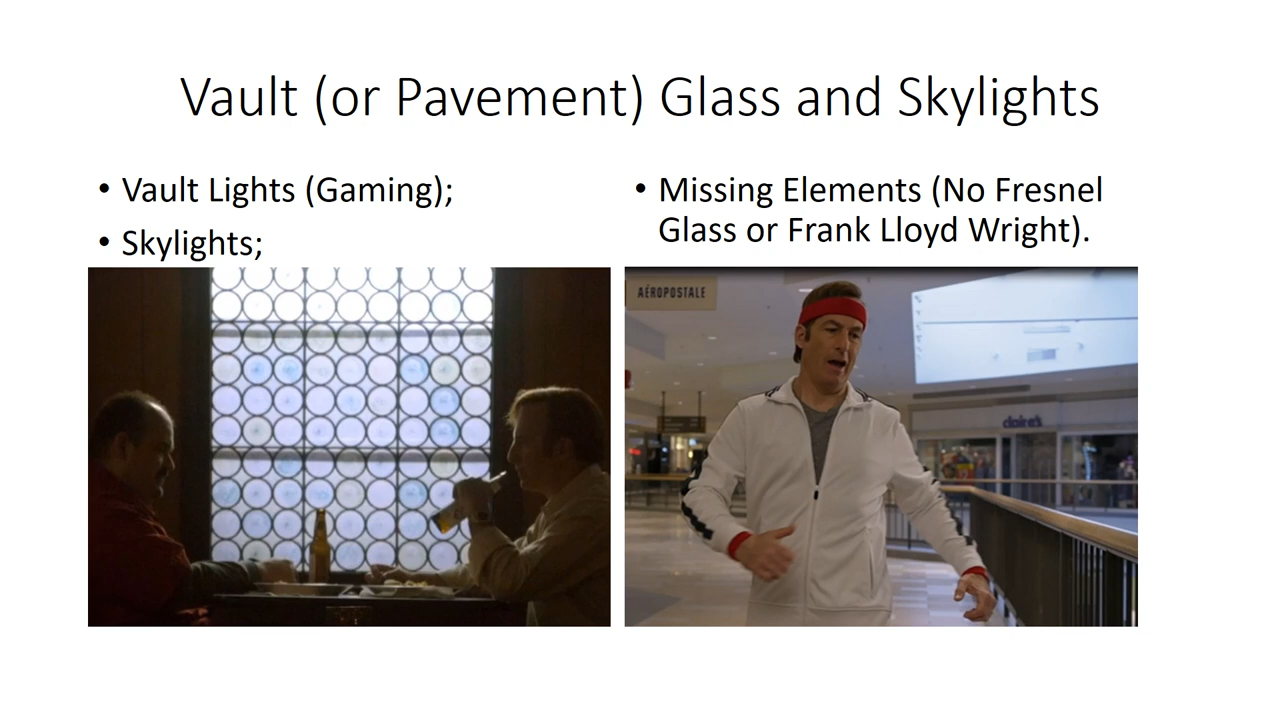 Vault (or Pavement) Glass and Skylights
• Vault Lights (Gaming);
• Skylights;
• Missing Elements (No Fresnel
Glass or Frank Lloyd Wright).
AÉROPOSTALE
claire's